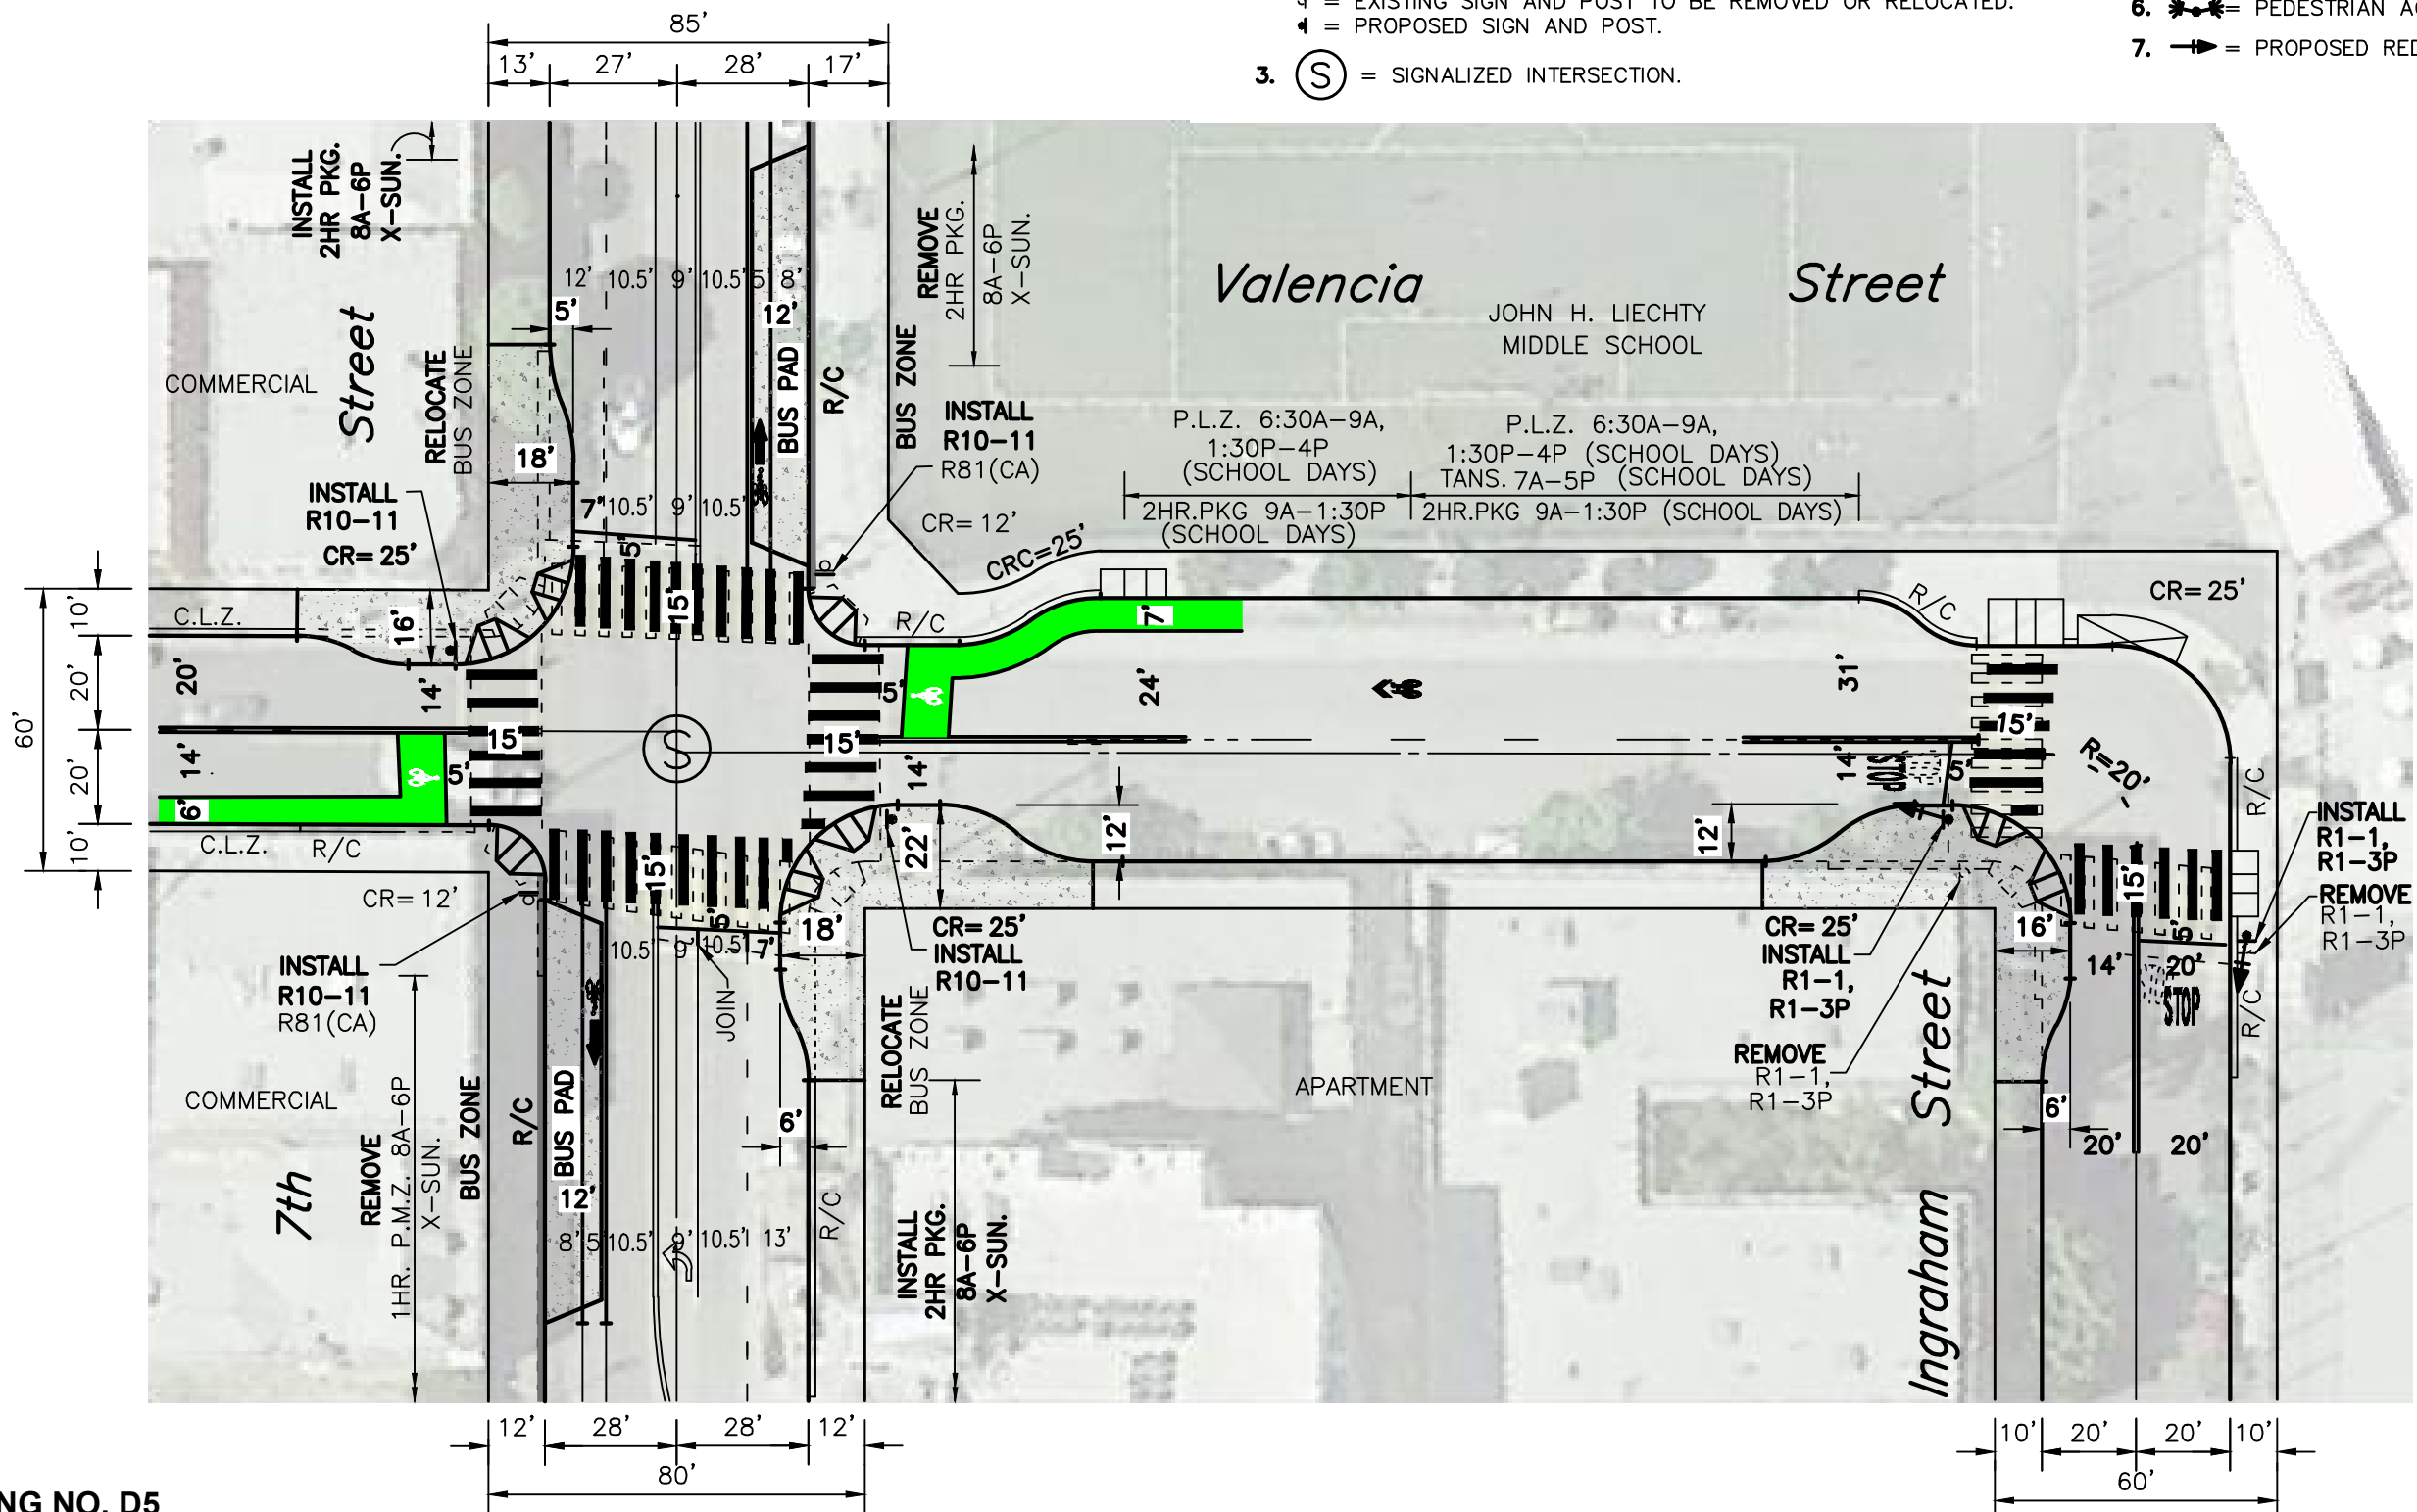 = EXISTING SIGN AND POST TO BE REMOVED OR RELOCATED.
= PROPOSED SIGN AND POST.
3. S = SIGNALIZED INTERSECTION.
6. = PEDESTRIAN
7. = PROPOSED
85'
13' 27' 28' 17'
INSTALL
2HR PKG.
8A-6P
X-SUN.
REMOVE
2HR PKG.
8A-6P
X-SUN.
Valencia Street
JOHN H. LIECHTY
MIDDLE SCHOOL
12' 10.5' 9' 10.5' 5' 8'
5'
12'
Street
COMMERCIAL
RELOCATE
BUS ZONE
BUS PAD
R/C
BUS ZONE
INSTALL
R10-11
R81(CA)
CR= 12'
CRC=25'
P.L.Z. 6:30A-9A,
1:30P-4P
(SCHOOL DAYS)
2HR.PKG 9A-1:30P
(SCHOOL DAYS)
P.L.Z. 6:30A-9A,
1:30P-4P (SCHOOL DAYS)
TANS. 7A-5P (SCHOOL DAYS)
2HR.PKG 9A-1:30P (SCHOOL DAYS)
18'
INSTALL
R10-11
CR= 25'
7' 10.5' 9' 10.5'
5'
15'
C.L.Z.
16'
R/C
7'
R/C
CR= 25'
60'
10'
20'
20'
10'
20'
14'
5'
24'
31'
15'
S
15'
15'
14'
5'
6'
14'
14'
STOP
5'
R=20'
R/C
C.L.Z. R/C
CR= 12'
15'
22'
12'
12'
INSTALL
R1-1,
R1-3P
REMOVE
R1-1,
R1-3P
15'
5'
18'
10.5' 9' 10.5' 7'
CR= 25'
INSTALL
R10-11
CR= 25'
INSTALL
R1-1,
R1-3P
16'
5'
14' 20'
STOP
R/C
INSTALL
R10-11
R81(CA)
JOIN
RELOCATE
BUS ZONE
REMOVE
R1-1,
R1-3P
APARTMENT
COMMERCIAL
7th
REMOVE
1HR. P.M.Z. 8A-6P
X-SUN.
BUS ZONE
R/C
BUS PAD
12'
6'
R/C
8' 5' 10.5' 9' 10.5' 13'
INSTALL
2HR PKG.
8A-6P
X-SUN.
Ingraham Street
6'
20' 20'
12' 28' 28' 12'
80'
10' 20' 20' 10'
60'
NG NO. D5